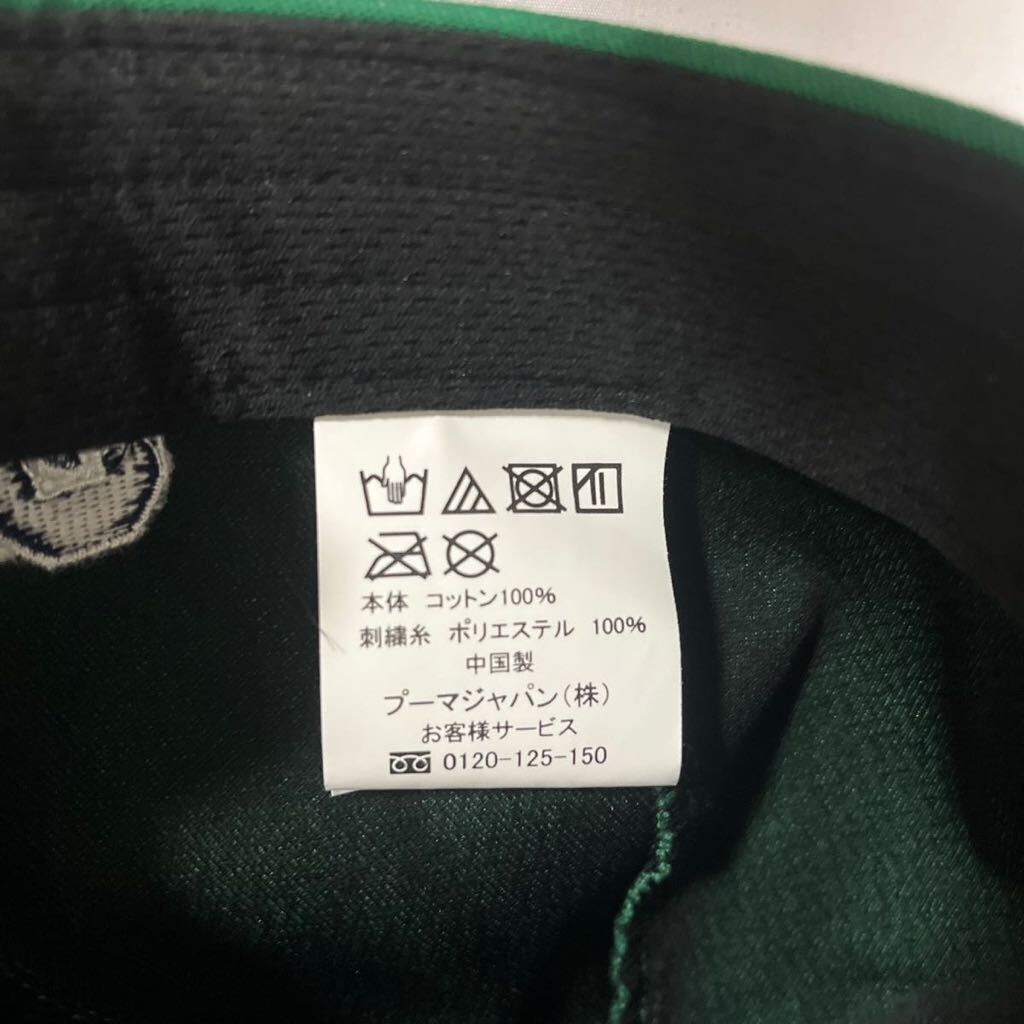 本体 コットン100%
刺繍糸 ポリエステル 100%
中国製
プーマジャパン(株)
お客様サービス
0120-125-150